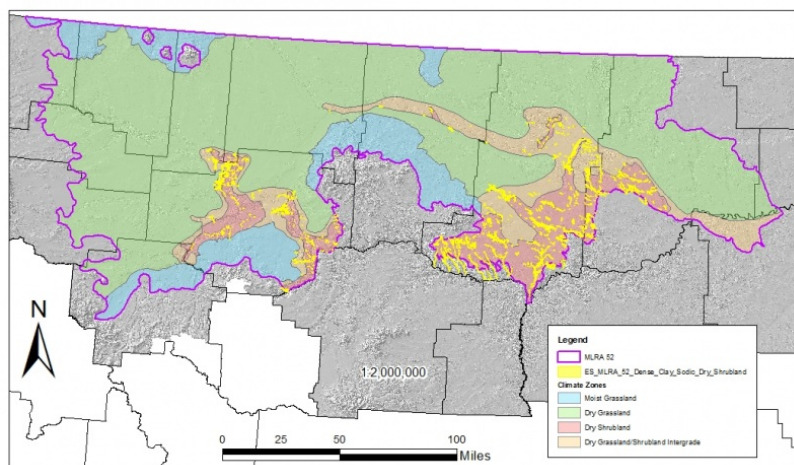 N
1:2,000,000
0 25 50 100
Miles
Legend
MLRA 52
ES_MLRA_52_Dense_Clay_Sodic_Dry_Shrubland
Climate Zones
Moist Grassland
Dry Grassland
Dry Shrubland
Dry Grassland/Shrubland Intergrade